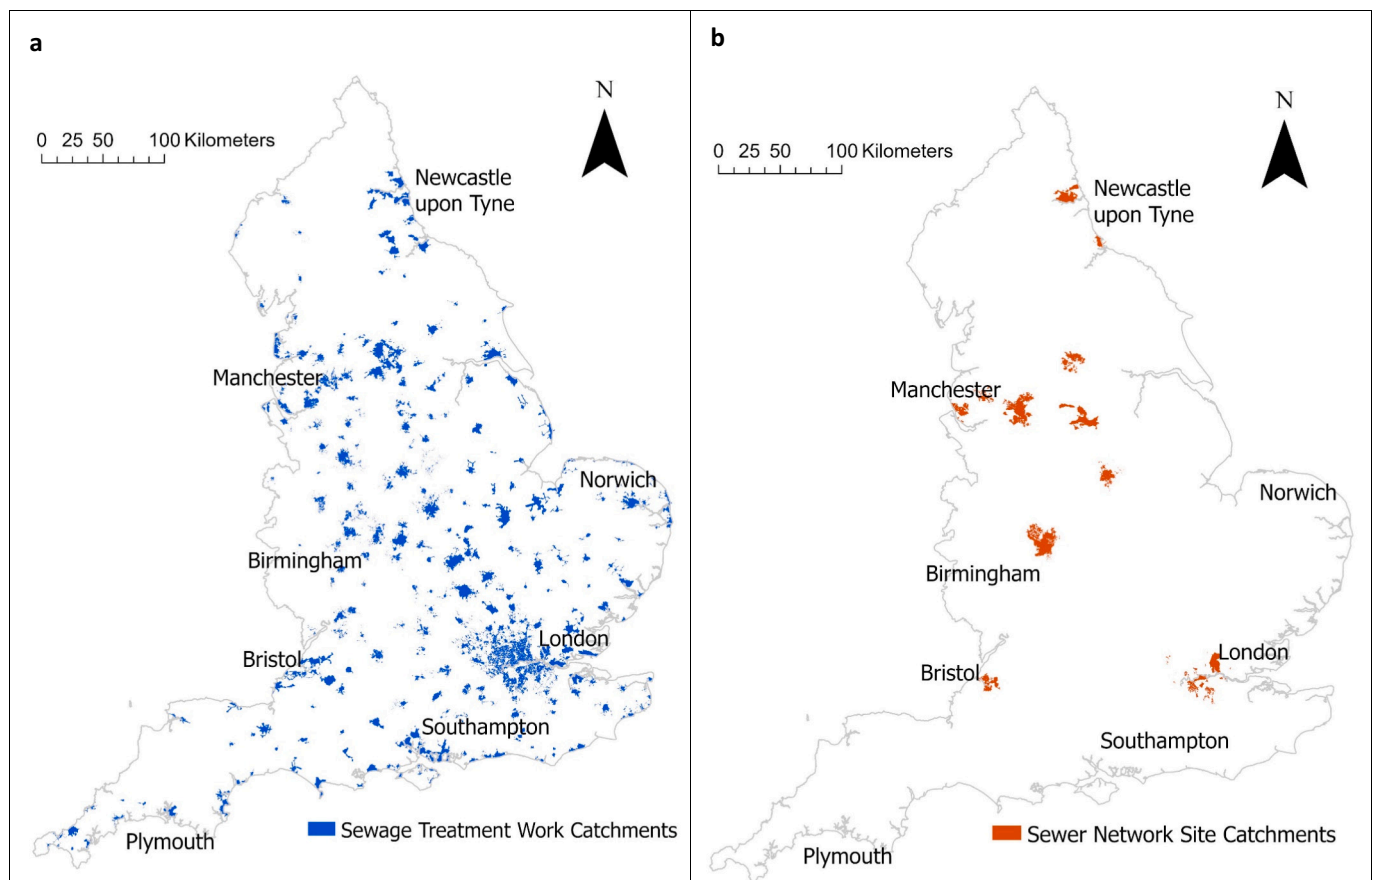 a
N
0 25 50 100 Kilometers
Newcastle
upon Tyne
Manchester
Norwich
Birmingham
London
Bristol
Southampton
Sewage Treatment Work Catchments
Plymouth
b
N
0 25 50 100 Kilometers
Newcastle
upon Tyne
Manchester
Norwich
Birmingham
London
Bristol
Southampton
Sewer Network Site Catchments
Plymouth